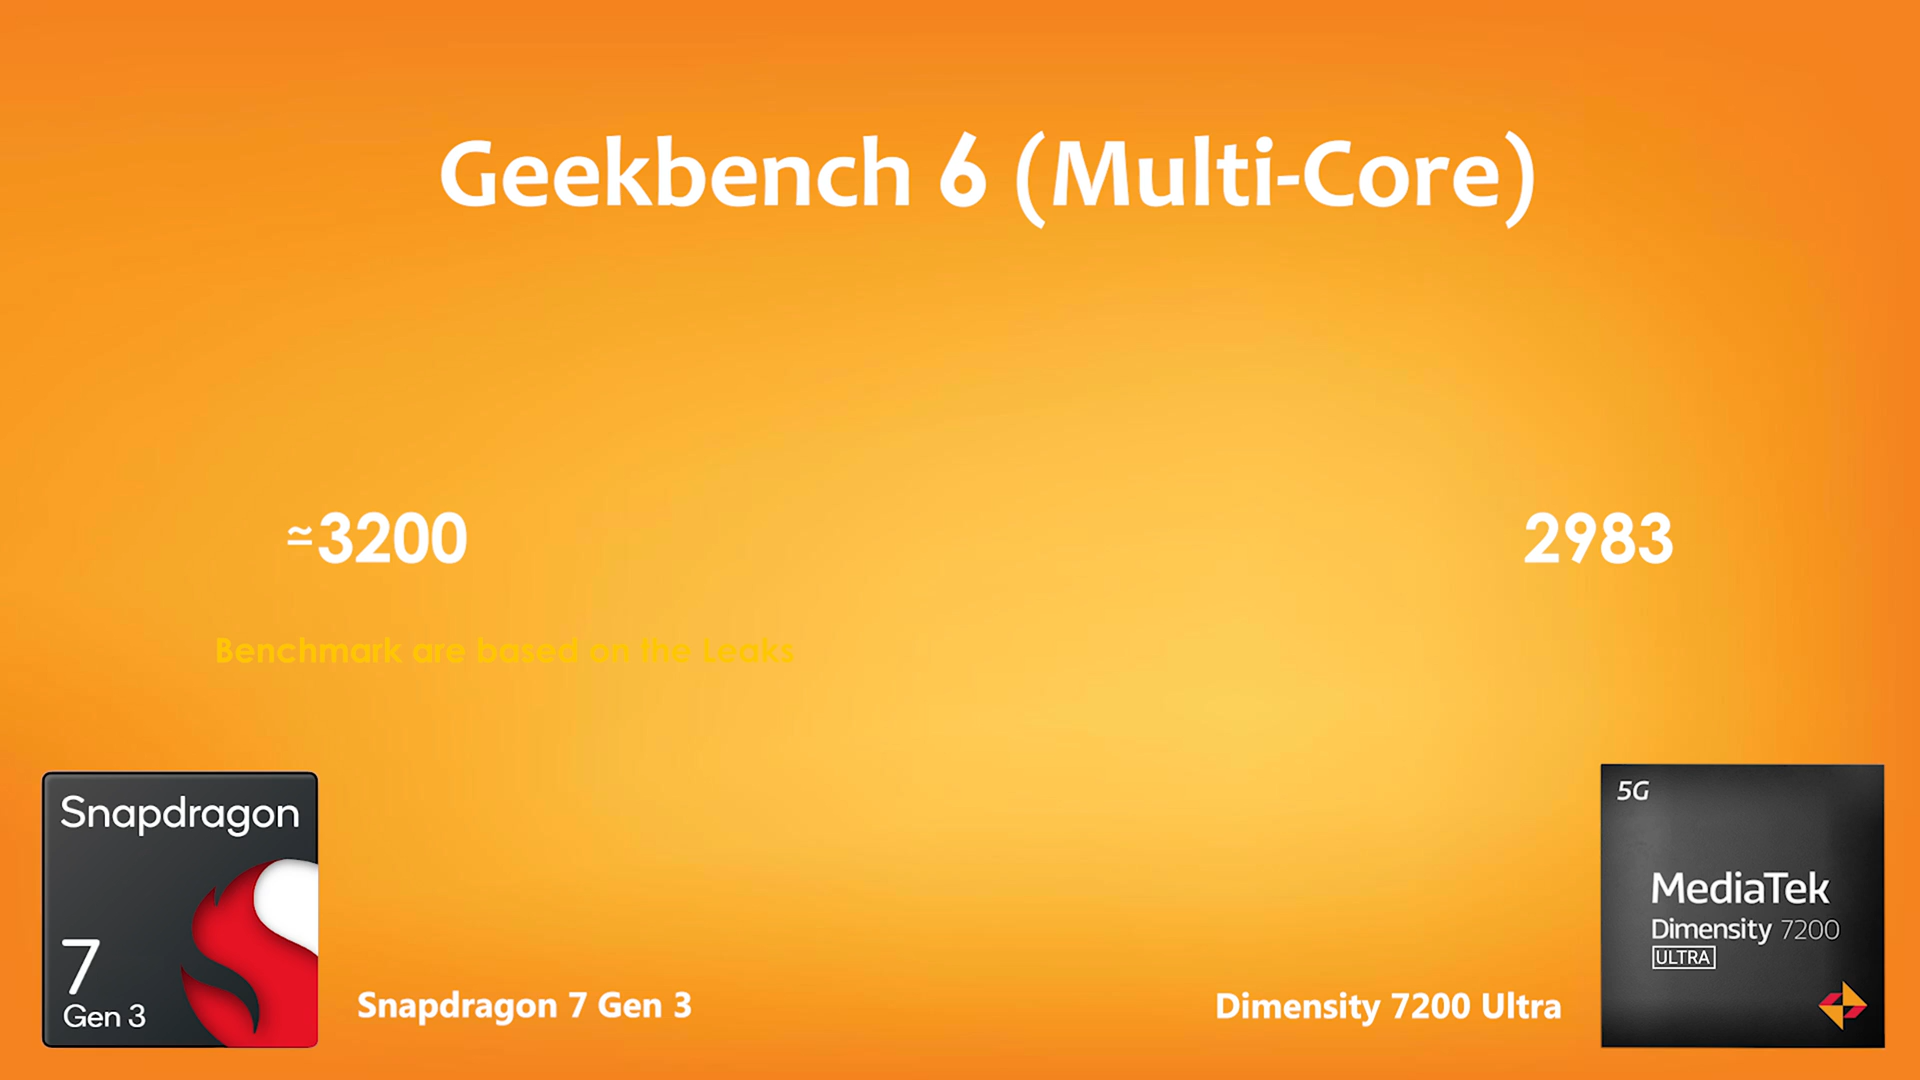 Geekbench 6 (Multi-Core)
≃3200
2983
Benchmark are based on the Leaks
Snapdragon
7
Gen 3
Snapdragon 7 Gen 3
Dimensity 7200 Ultra
5G
MediaTek
Dimensity 7200
ULTRA